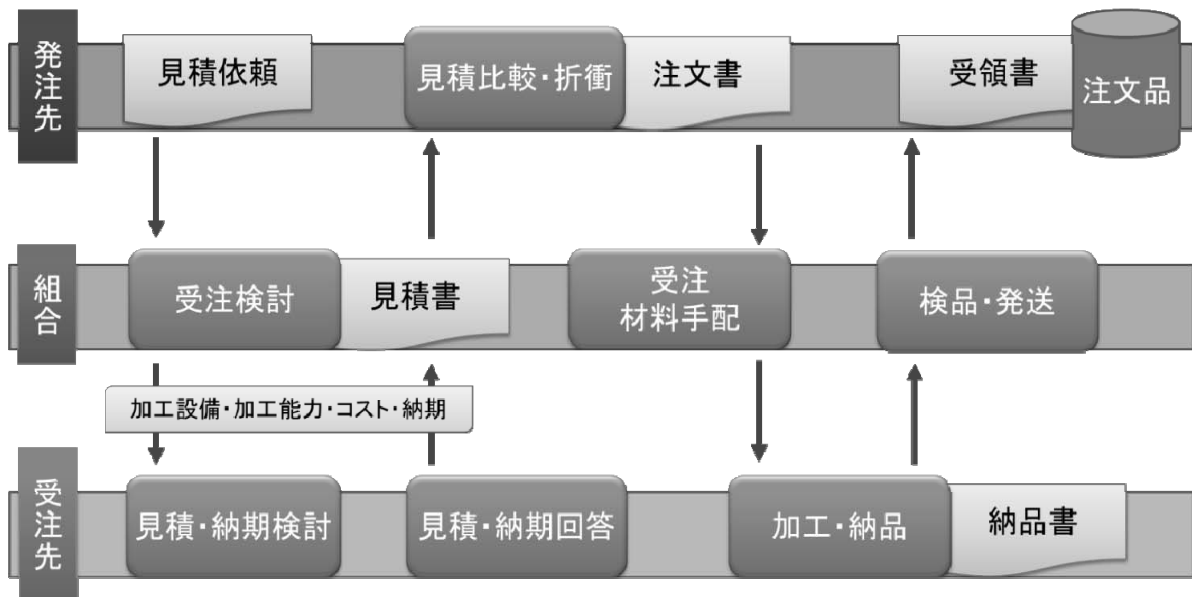 発注先
見積依頼
見積比較・折衝
注文書
受領書
注文品
組合
受注検討
見積書
受注
材料手配
検品・発送
加工設備・加工能力・コスト・納期
受注先
見積・納期検討
見積・納期回答
加工・納品
納品書